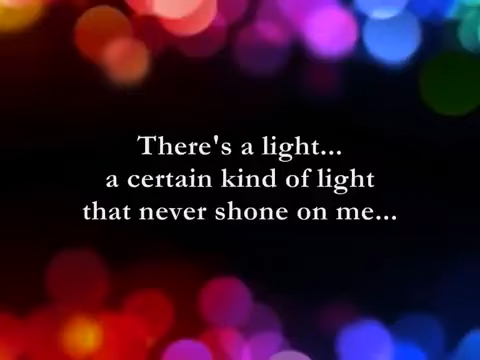 There's a light...
a certain kind of light
that never shone on me...